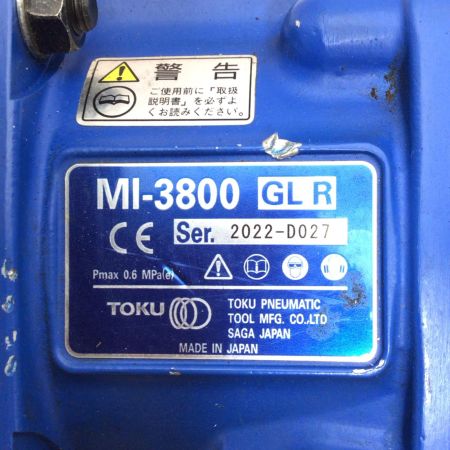 警告
ご使用前に「取扱
説明書」を必ずよ
くお読みください。
MI-3800 GL R
CE Ser. 2022-D027
Pmax 0.6 MPa(e)
TOKU
TOKU PNEUMATIC
TOOL MFG. CO.,LTD
SAGA JAPAN
MADE IN JAPAN